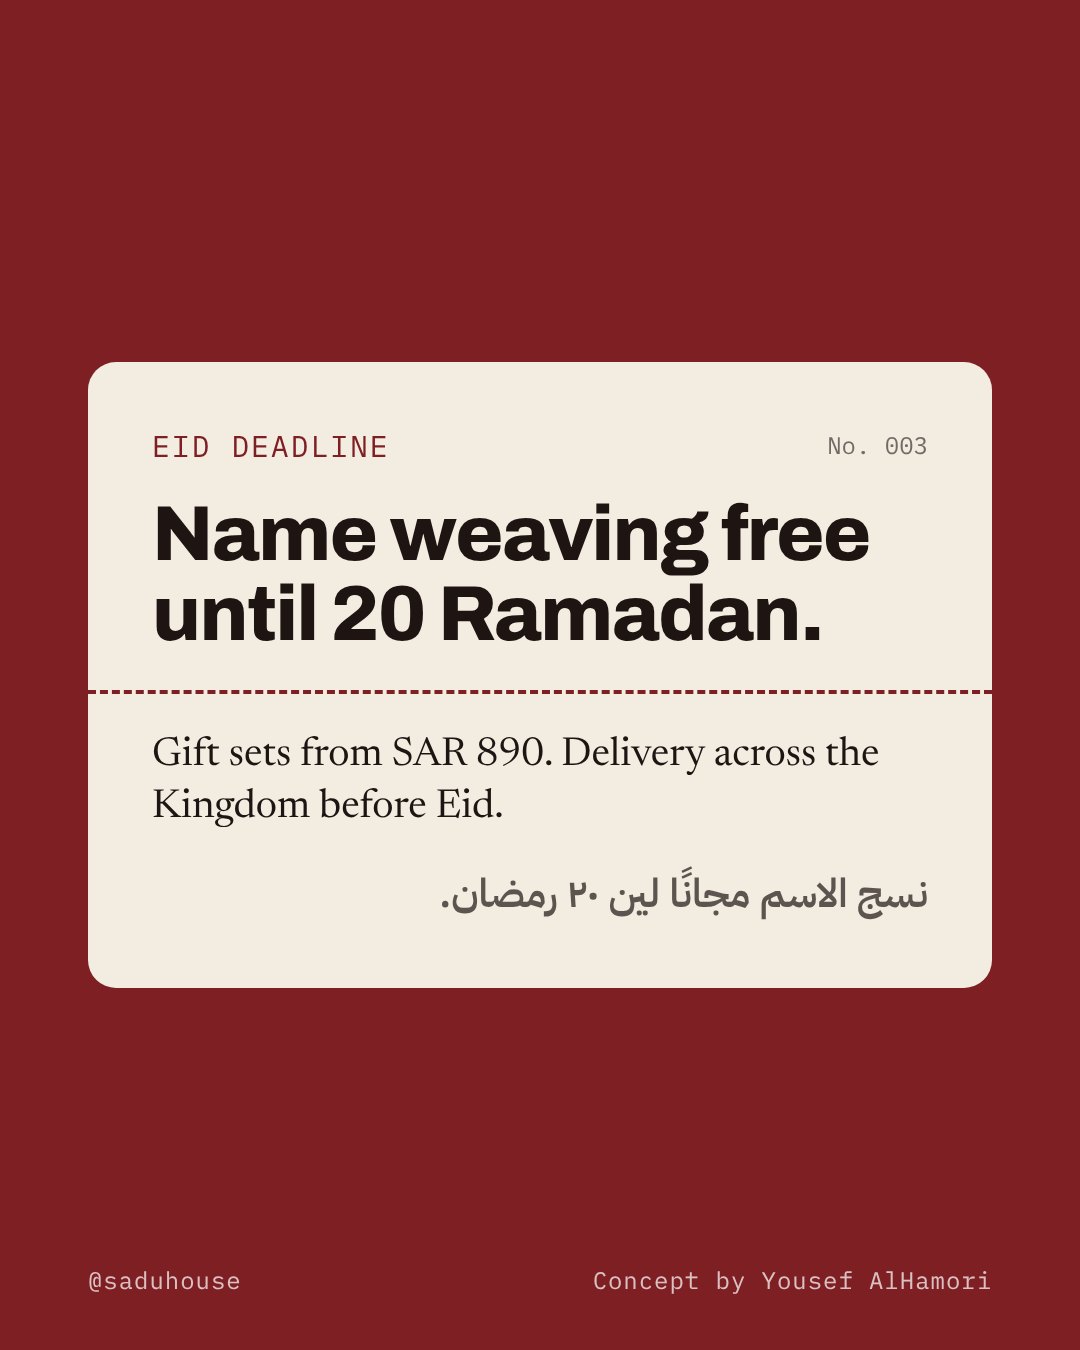 EID DEADLINE
No. 003
Name weaving free
until 20 Ramadan.
Gift sets from SAR 890. Delivery across the
Kingdom before Eid.
نسج الاسم مجانًا لين ٢٠ رمضان.
@saduhouse
Concept by Yousef AlHamori